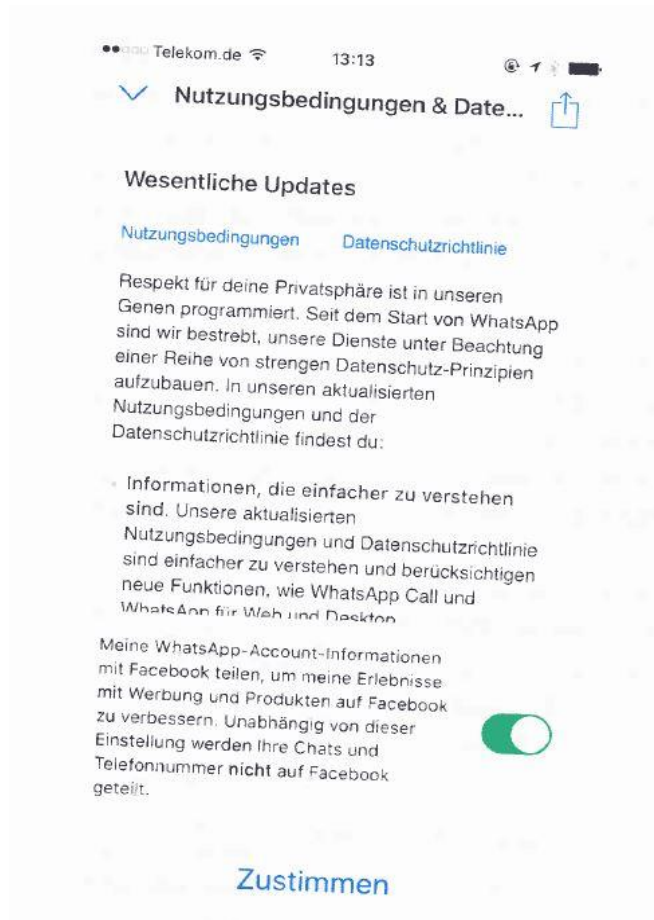 Telekom.de
13:13
Nutzungsbedingungen & Date...
Wesentliche Updates
Nutzungsbedingungen Datenschutzrichtlinie
Respekt für deine Privatsphäre ist in unseren
Genen programmiert. Seit dem Start von WhatsApp
sind wir bestrebt, unsere Dienste unter Beachtung
einer Reihe von strengen Datenschutz-Prinzipien
aufzubauen. In unseren aktualisierten
Nutzungsbedingungen und der
Datenschutzrichtlinie findest du:
Informationen, die einfacher zu verstehen
sind. Unsere aktualisierten
Nutzungsbedingungen und Datenschutzrichtlinie
sind einfacher zu verstehen und berücksichtigen
neue Funktionen, wie WhatsApp Call und
WhatsApp für Web und Desktop
Meine WhatsApp-Account-Informationen
mit Facebook teilen, um meine Erlebnisse
mit Werbung und Produkten auf Facebook
zu verbessern. Unabhängig von dieser
Einstellung werden Ihre Chats und
Telefonnummer nicht auf Facebook
geteilt.
Zustimmen